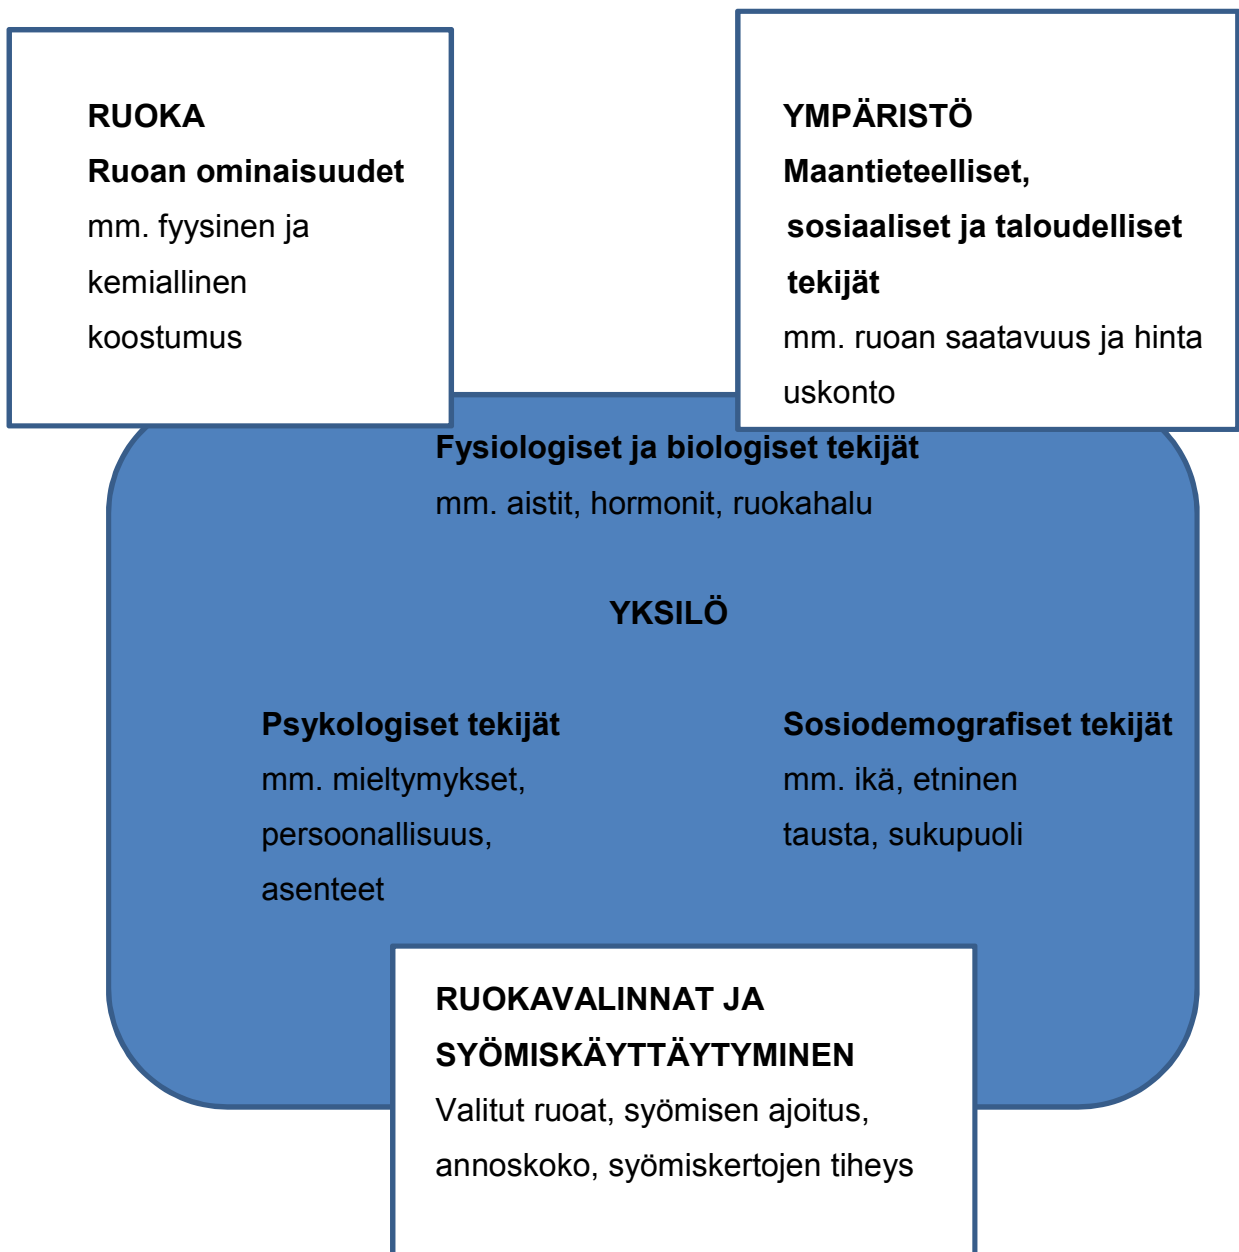 RUOKA
Ruoan ominaisuudet
mm. fyysinen ja
kemiallinen
koostumus
YMPÄRISTÖ
Maantieteelliset,
sosiaaliset ja taloudelliset
tekijät
mm. ruoan saatavuus ja hinta
uskonto
Fysiologiset ja biologiset tekijät
mm. aistit, hormonit, ruokahalu
YKSILÖ
Psykologiset tekijät
mm. mieltymykset,
persoonallisuus,
asenteet
Sosiodemografiset tekijät
mm. ikä, etninen
tausta, sukupuoli
RUOKAVALINNAT JA
SYÖMISKÄYTTÄYTYMINEN
Valitut ruoat, syömisen ajoitus,
annoskoko, syömiskertojen tiheys